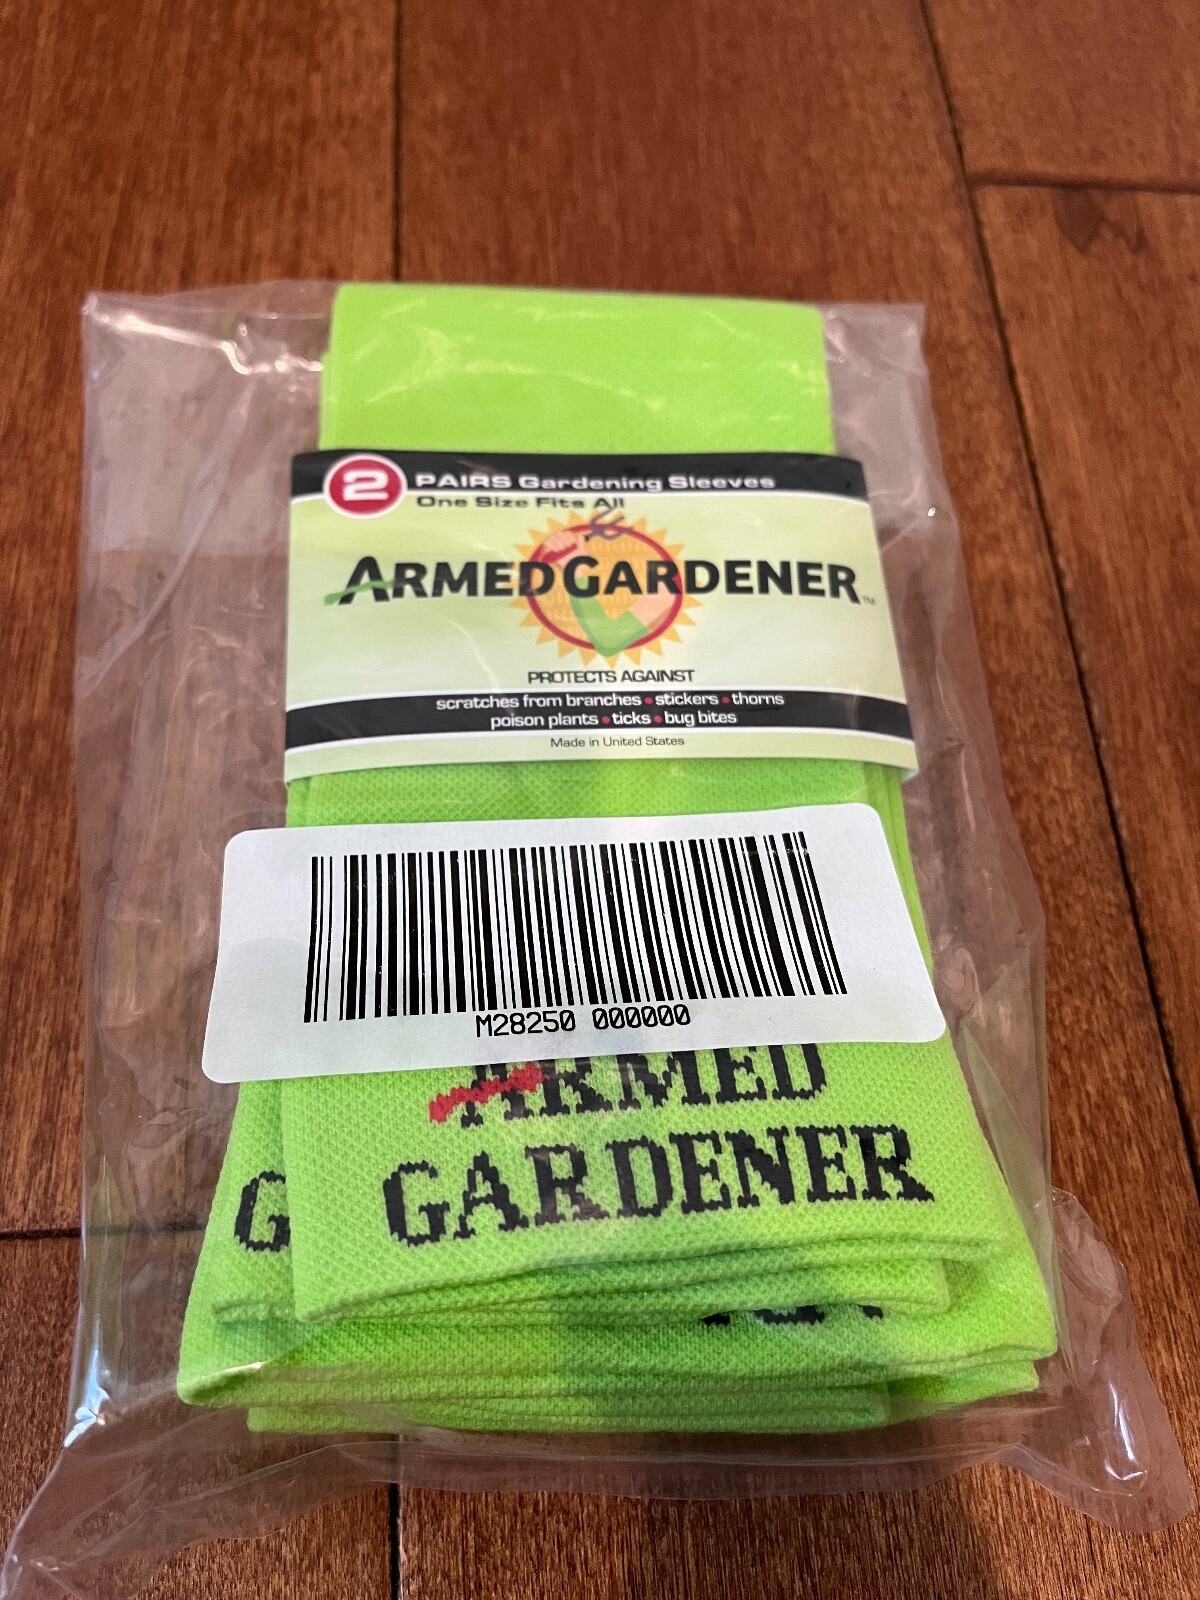 2 PAIRS Gardening Sleeves
One Size Fits All
ARMED GARDENER™
PROTECTS AGAINST
scratches from branches • stickers • thorns
poison plants • ticks • bug bites
Made in United States
M28250 000000
ARMED
GARDENER
G